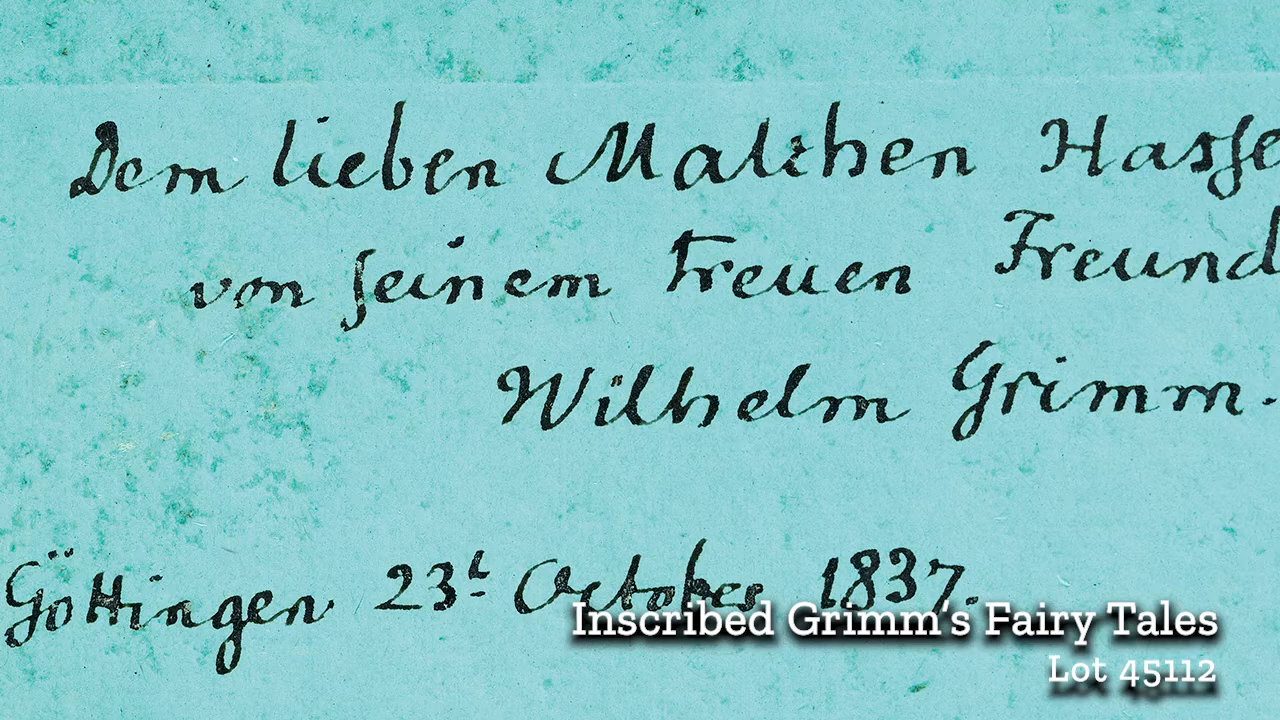 Dem lieben Malchen Hasse
von seinem treuen Freund
Wilhelm Grimm.
Göttingen 23t October 1837.
Inscribed Grimm's Fairy Tales
Lot 45112